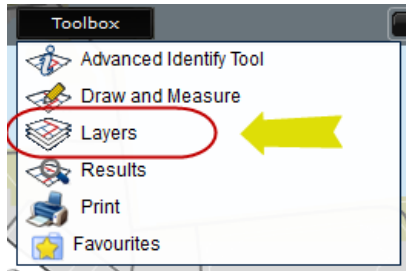 Toolbox
Advanced Identify Tool
Draw and Measure
Layers
Results
Print
Favourites